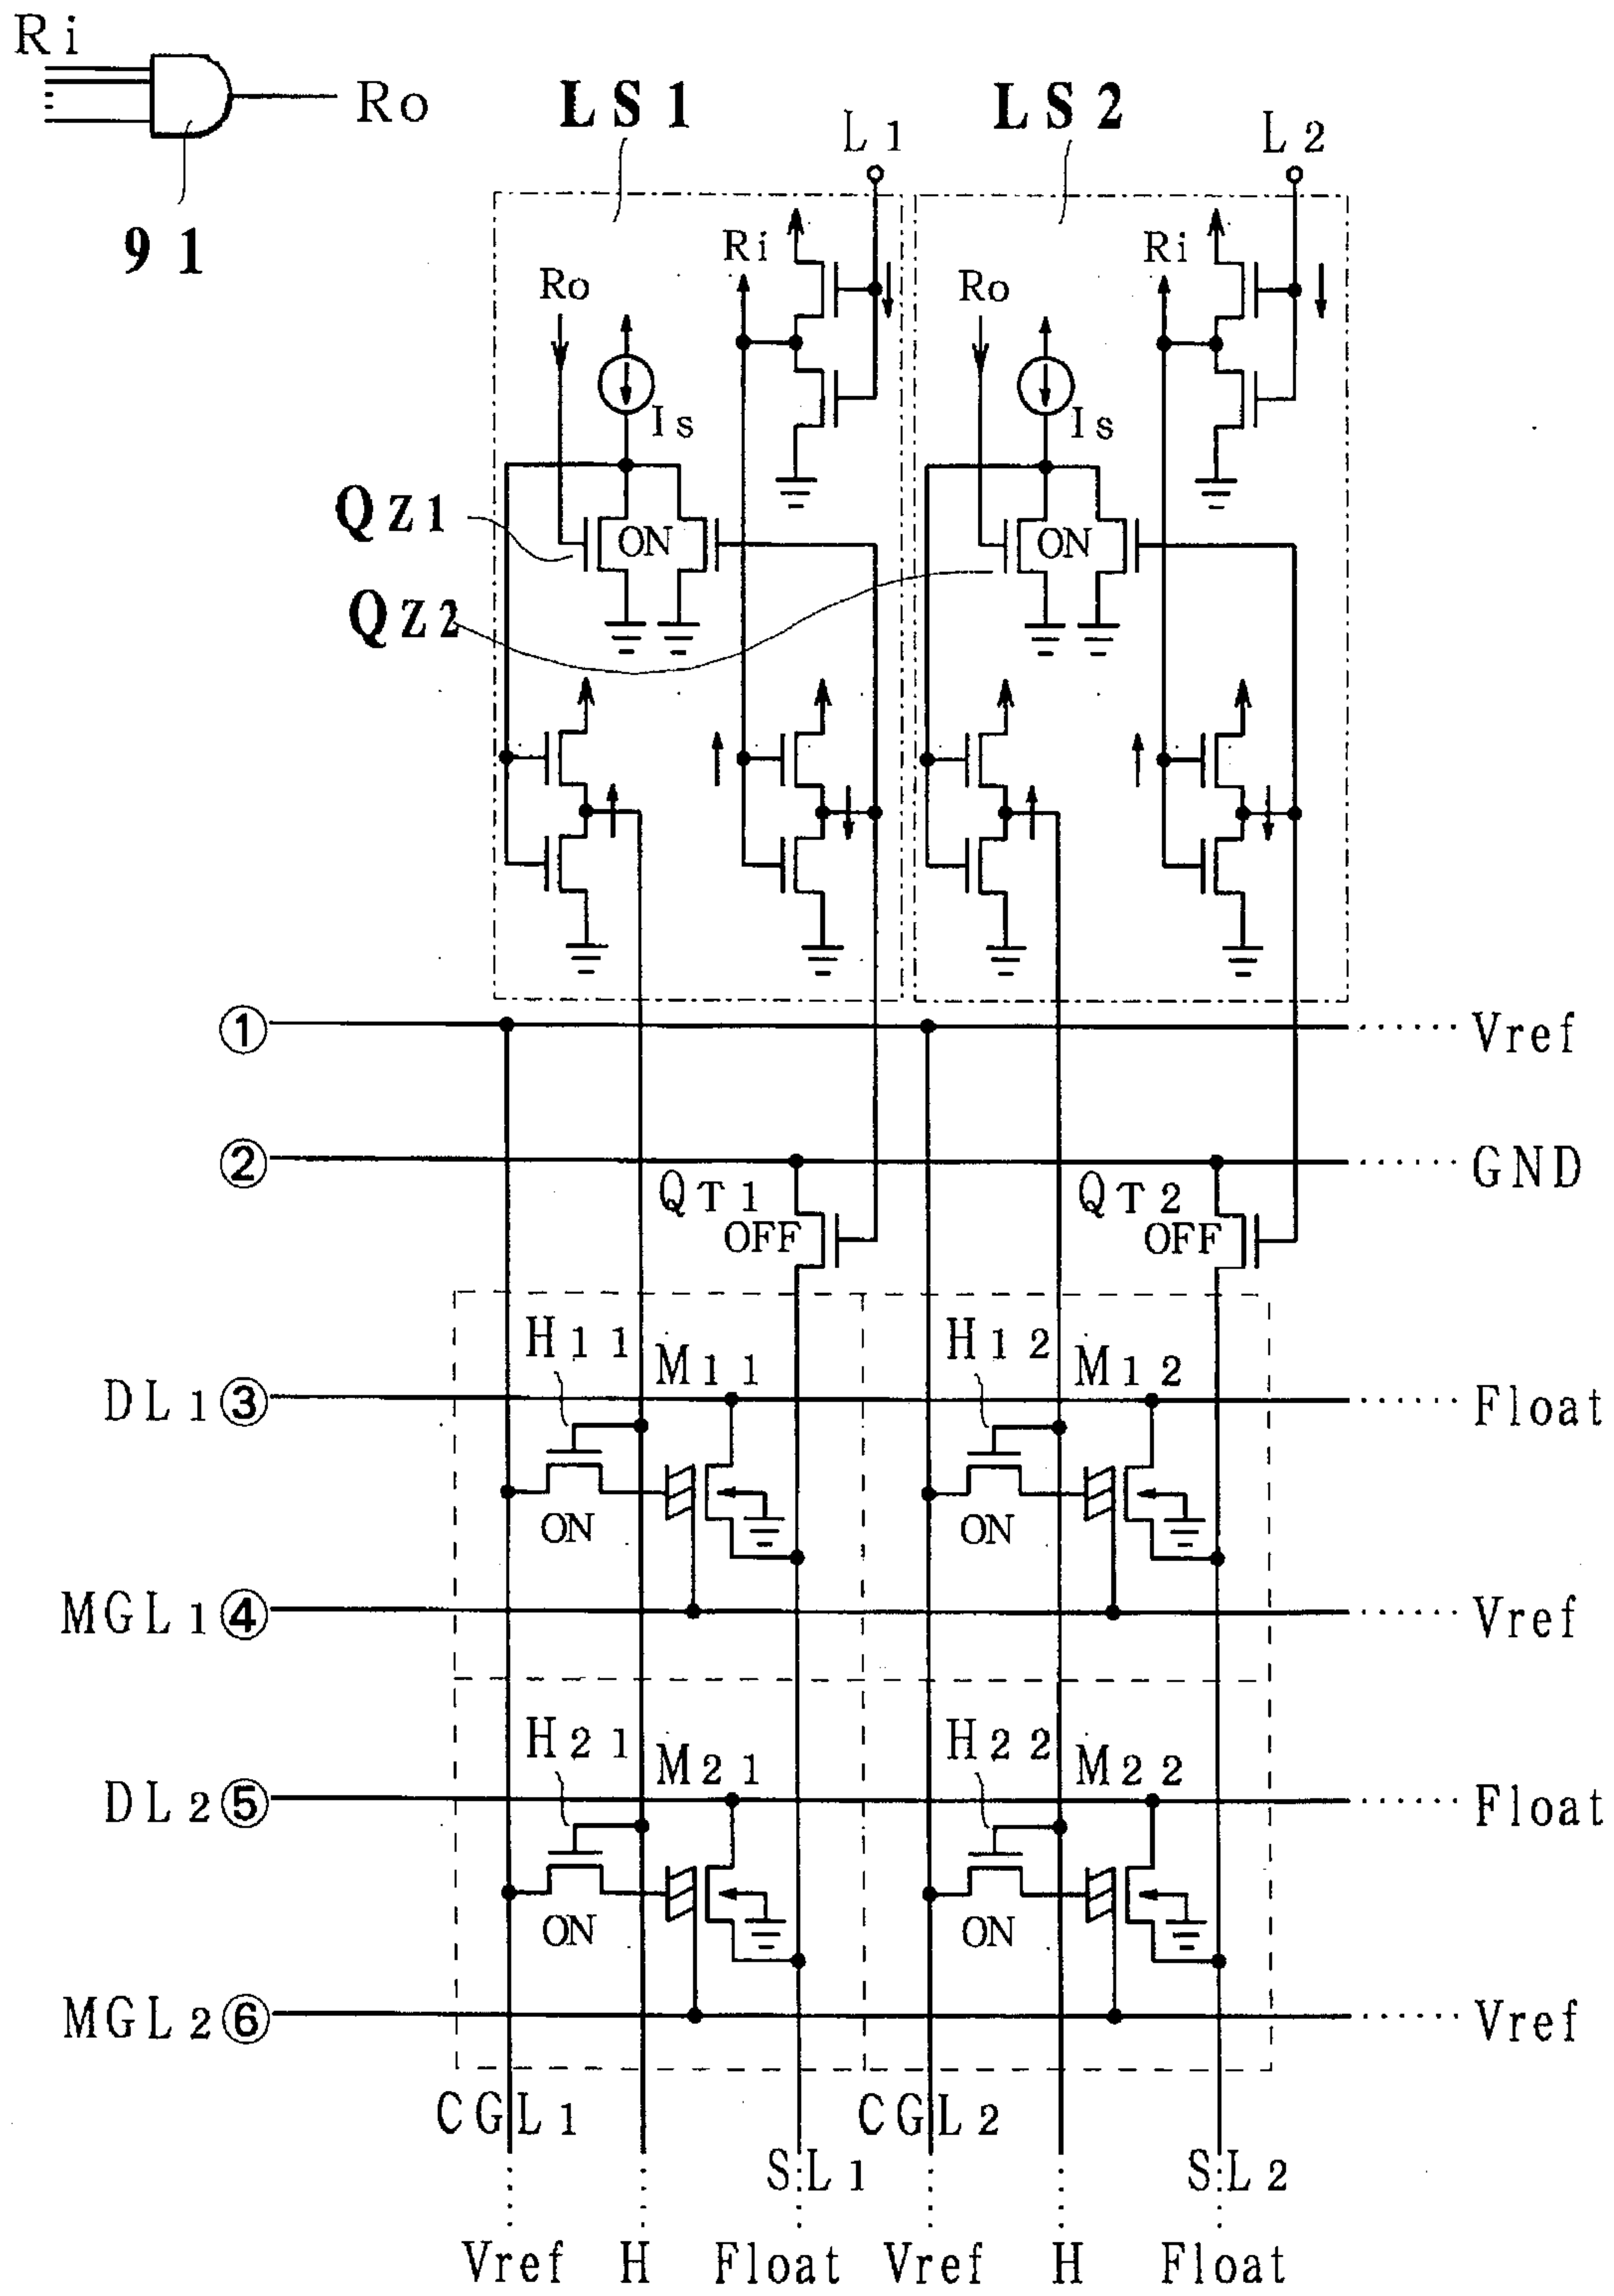 Ri
Ro
91
LS1
LS2
L1
L2
Ri
Ri
Ro
Ro
Is
Is
QZ1
ON
ON
QZ2
① Vref
② GND
QT1
OFF
QT2
OFF
H11
M11
H12
M12
DL1③ Float
ON
ON
MGL1④ Vref
H21
M21
H22
M22
DL2⑤ Float
ON
ON
MGL2⑥ Vref
CGL1
CGL2
SL1
SL2
Vref H Float Vref H Float